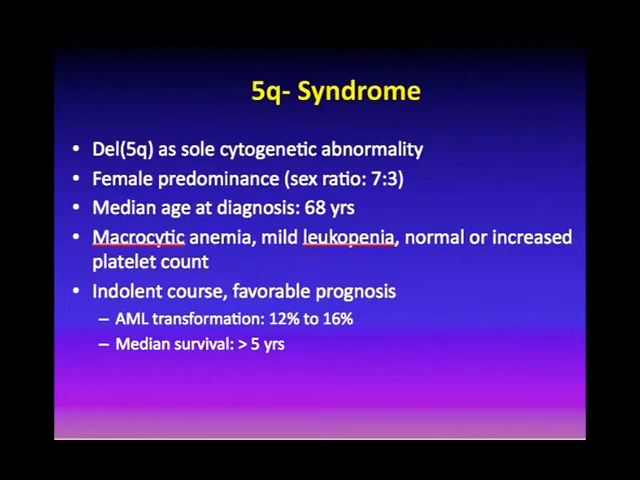 5q- Syndrome
• Del(5q) as sole cytogenetic abnormality
• Female predominance (sex ratio: 7:3)
• Median age at diagnosis: 68 yrs
• Macrocytic anemia, mild leukopenia, normal or increased
platelet count
• Indolent course, favorable prognosis
– AML transformation: 12% to 16%
– Median survival: > 5 yrs